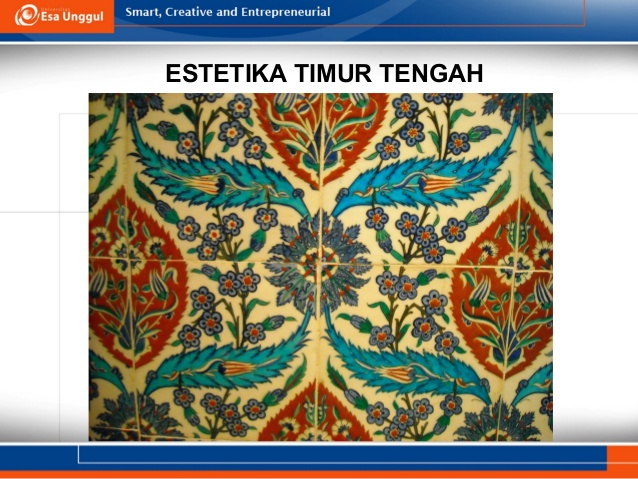 Esa Unggul
Smart, Creative and Entrepreneurial
ESTETIKA TIMUR TENGAH